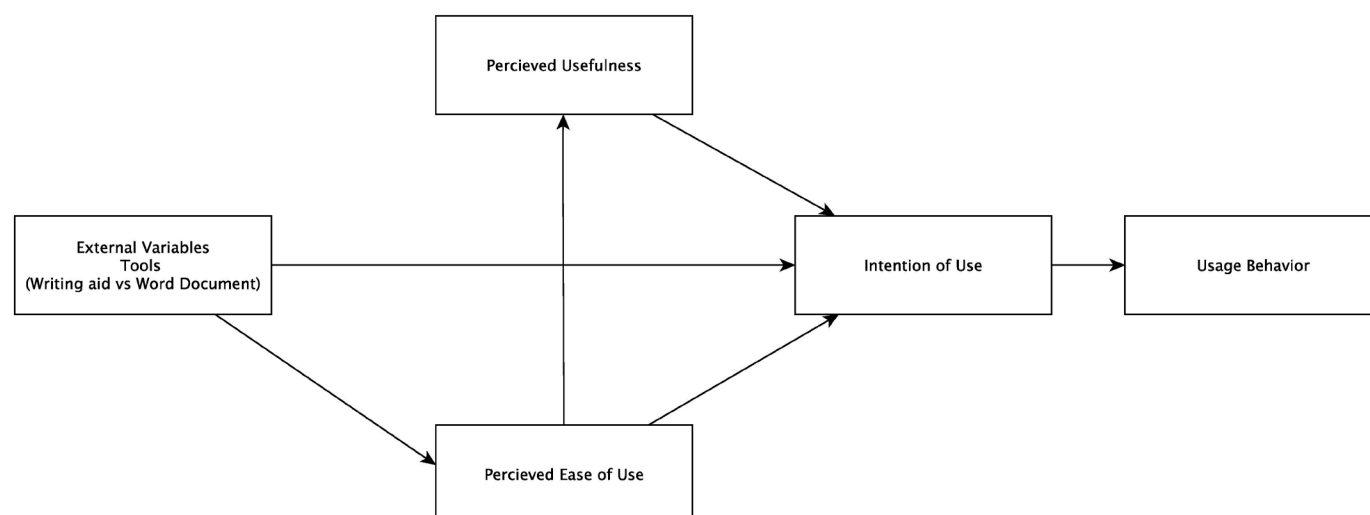 Percieved Usefulness
External Variables
Tools
(Writing aid vs Word Document)
Intention of Use
Usage Behavior
Percieved Ease of Use